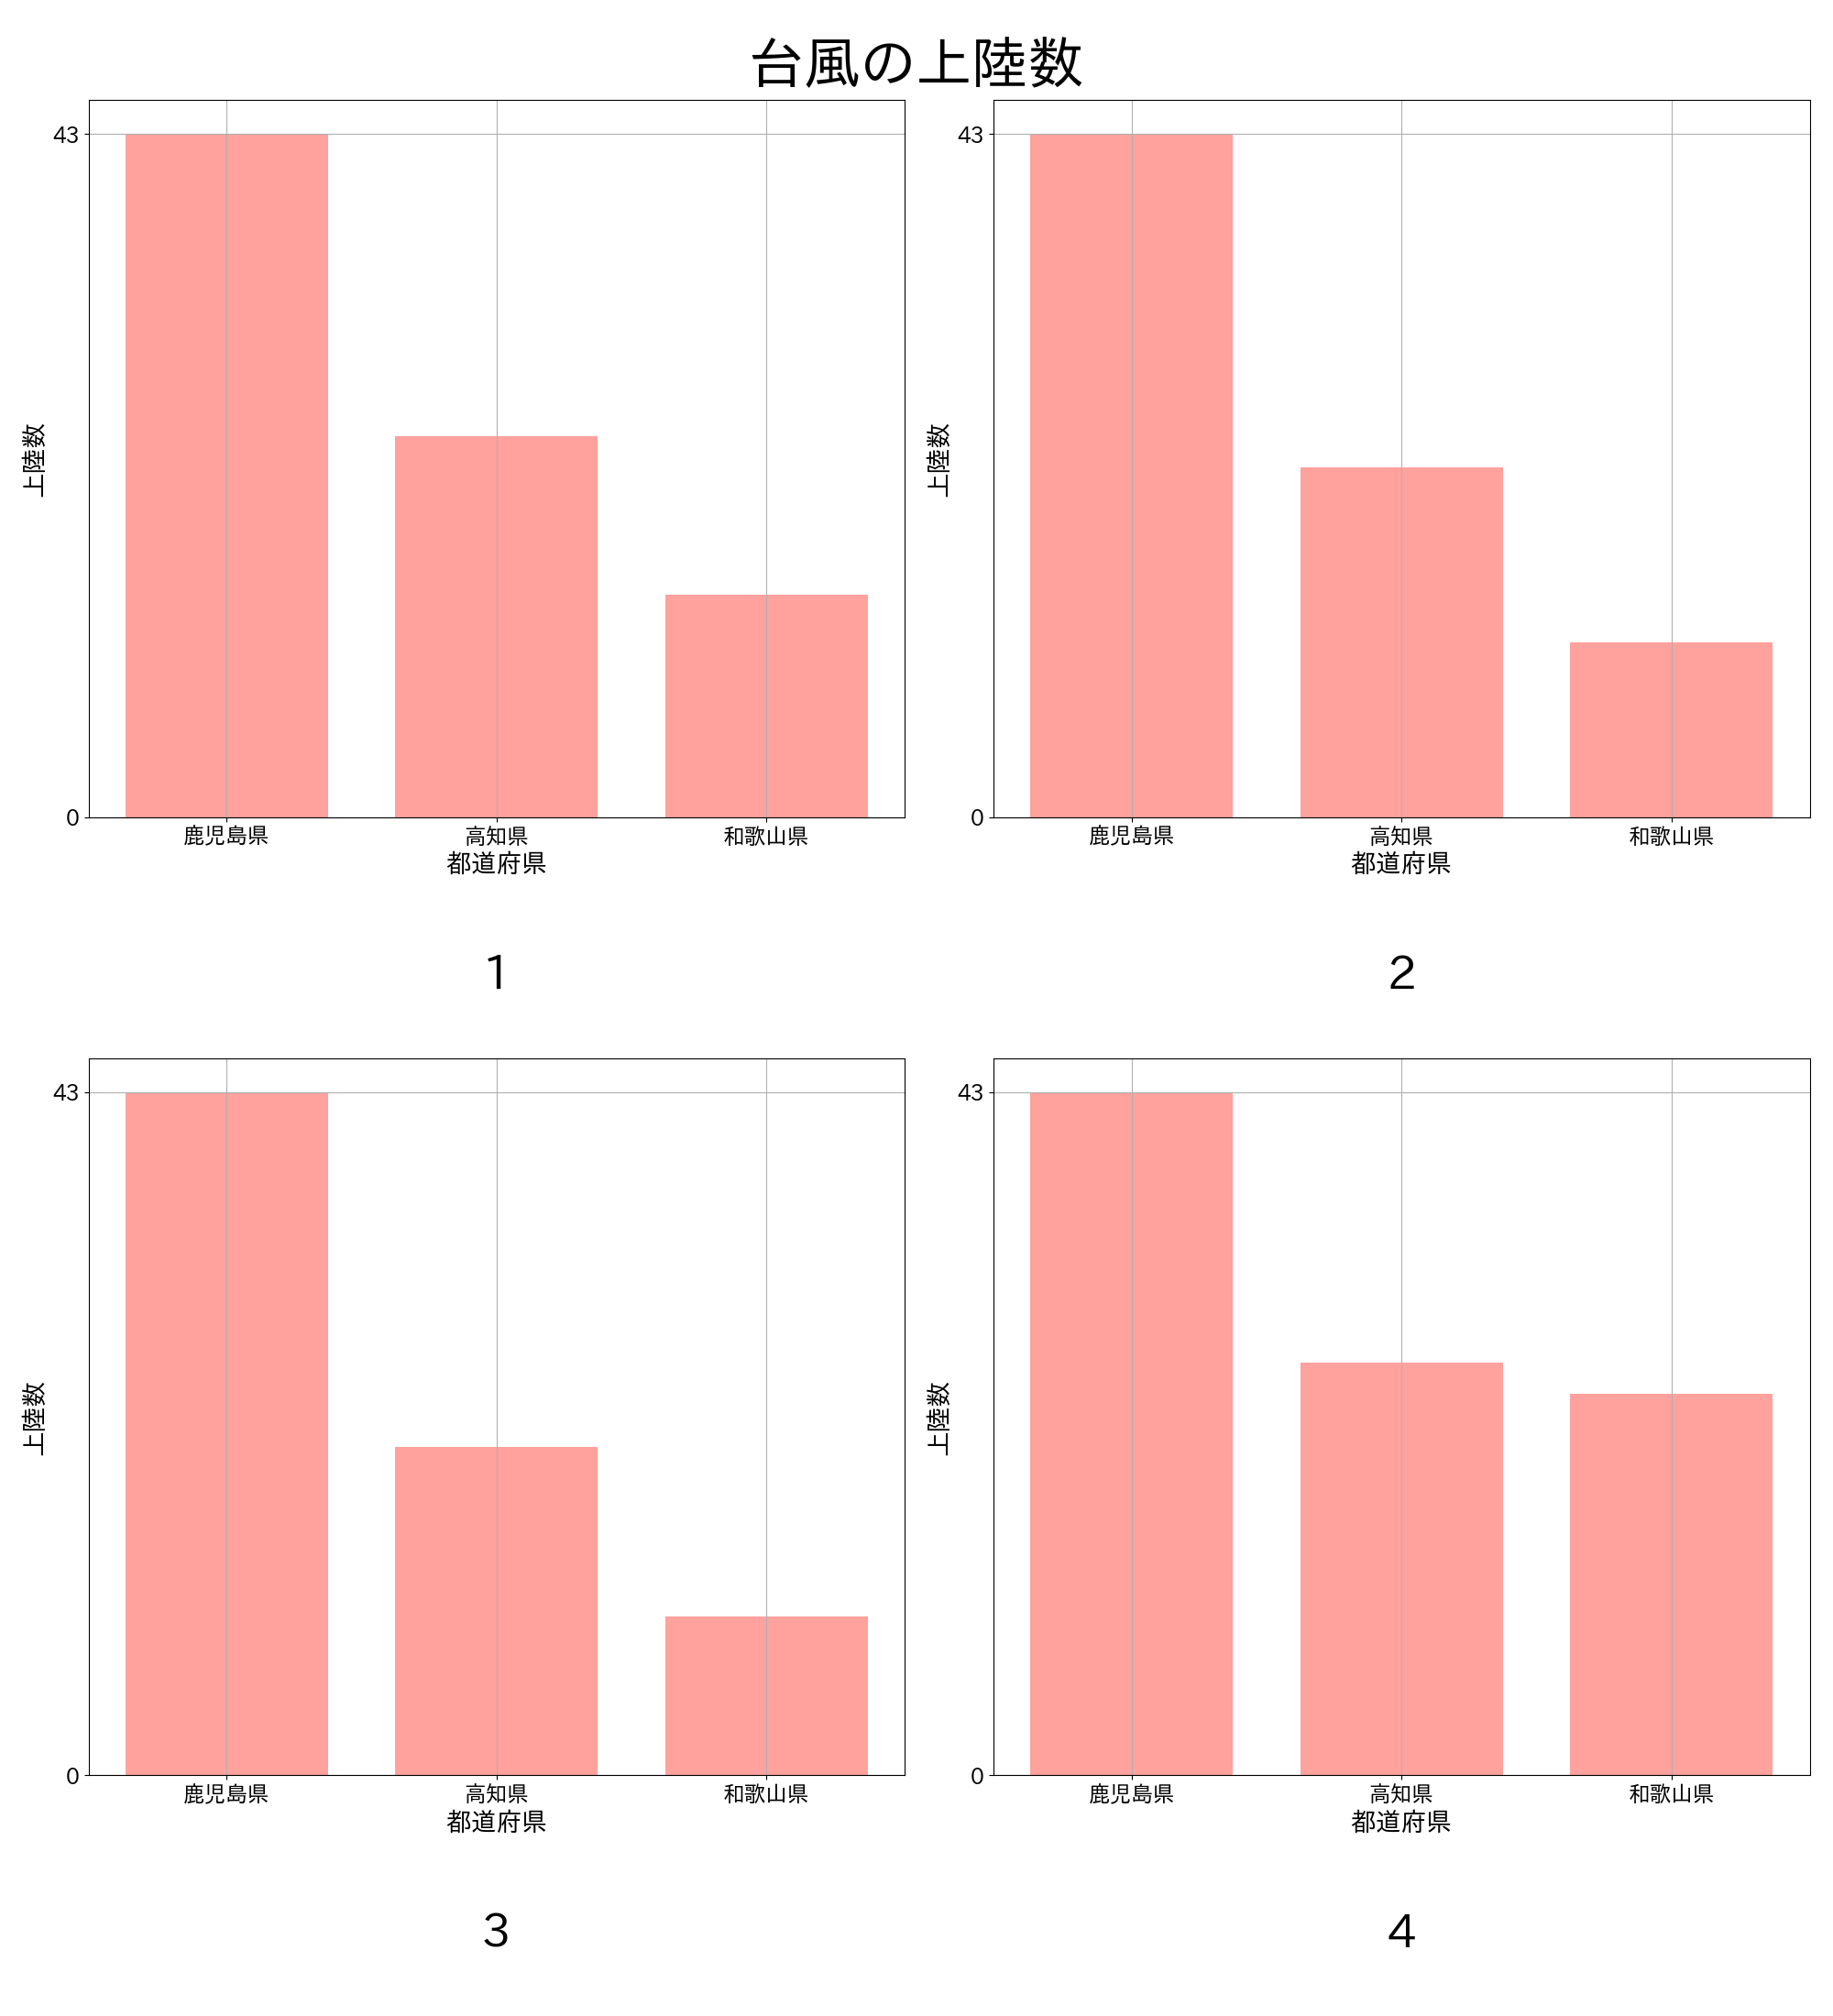 台風の上陸数
43
0
上陸数
鹿児島県 高知県 和歌山県
都道府県
1
43
0
上陸数
鹿児島県 高知県 和歌山県
都道府県
2
43
0
上陸数
鹿児島県 高知県 和歌山県
都道府県
3
43
0
上陸数
鹿児島県 高知県 和歌山県
都道府県
4